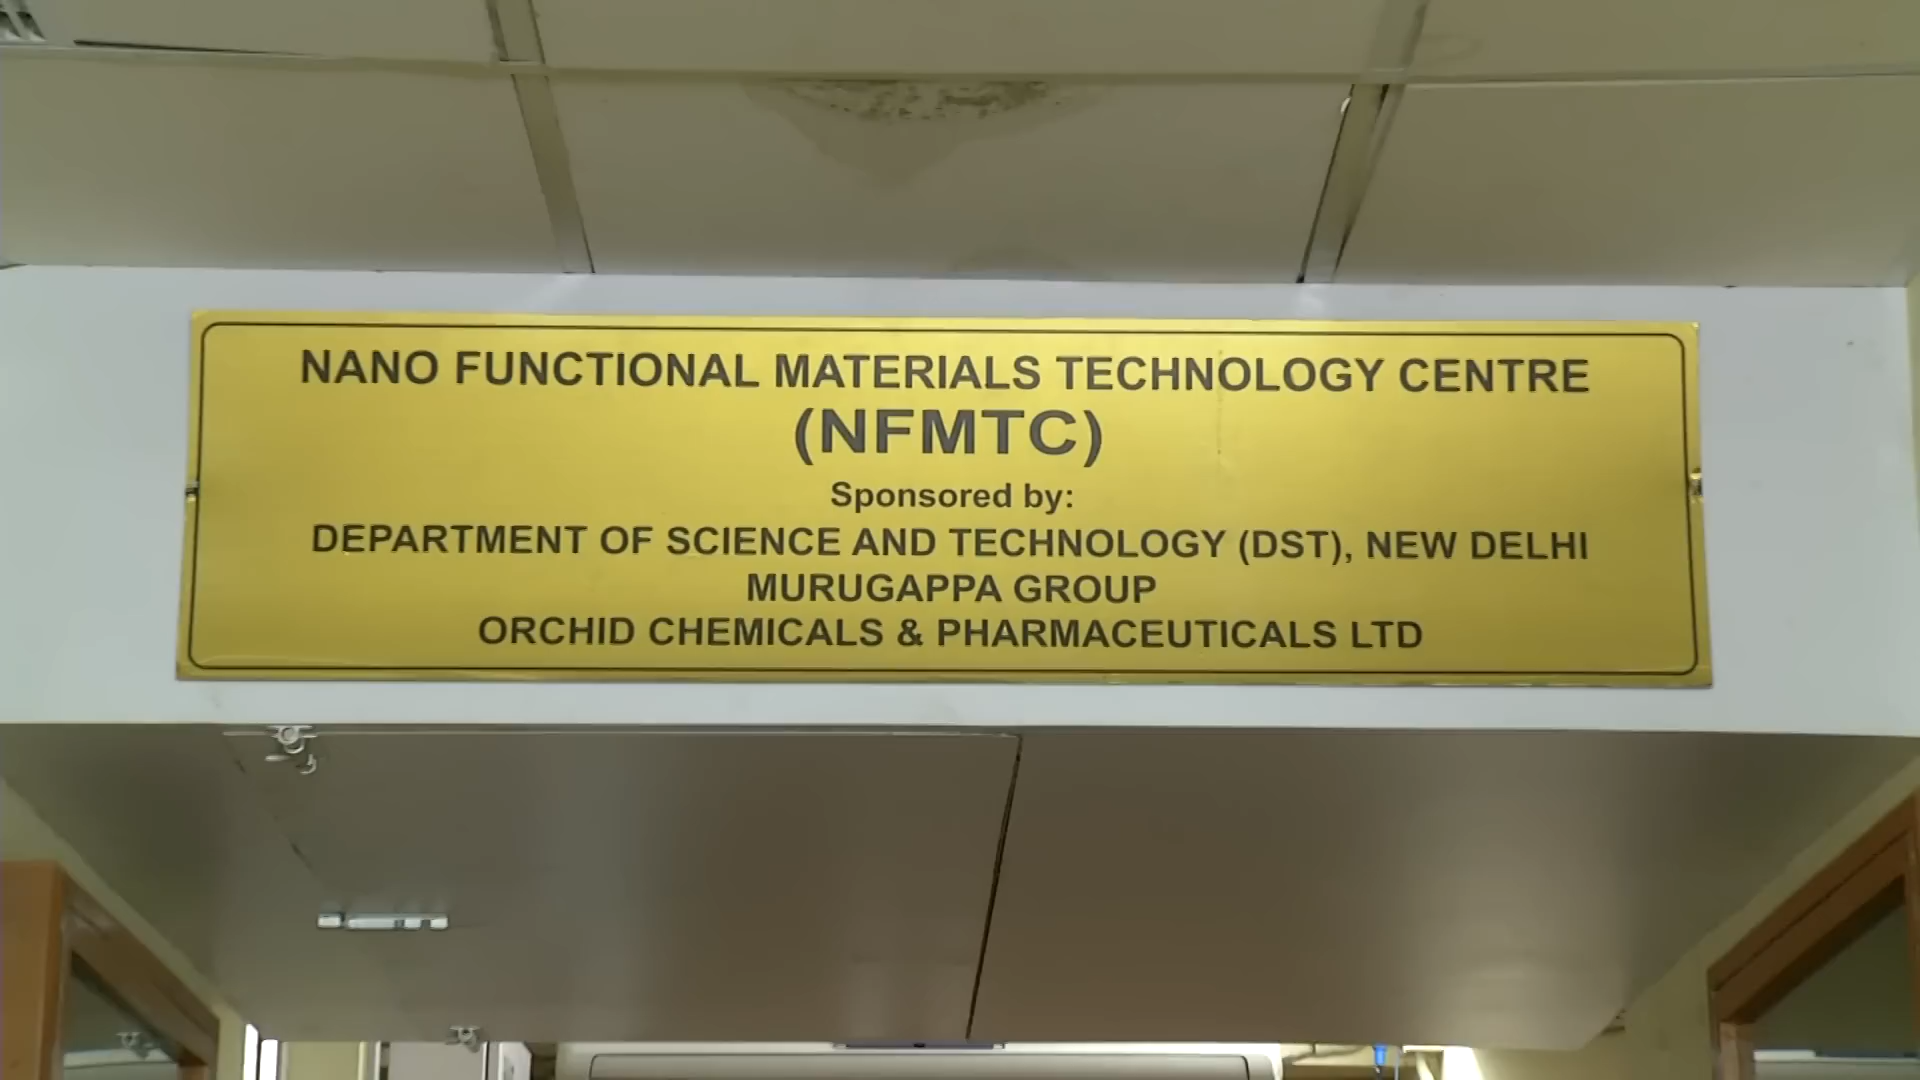 NANO FUNCTIONAL MATERIALS TECHNOLOGY CENTRE
(NFMTC)
Sponsored by:
DEPARTMENT OF SCIENCE AND TECHNOLOGY (DST), NEW DELHI
MURUGAPPA GROUP
ORCHID CHEMICALS & PHARMACEUTICALS LTD